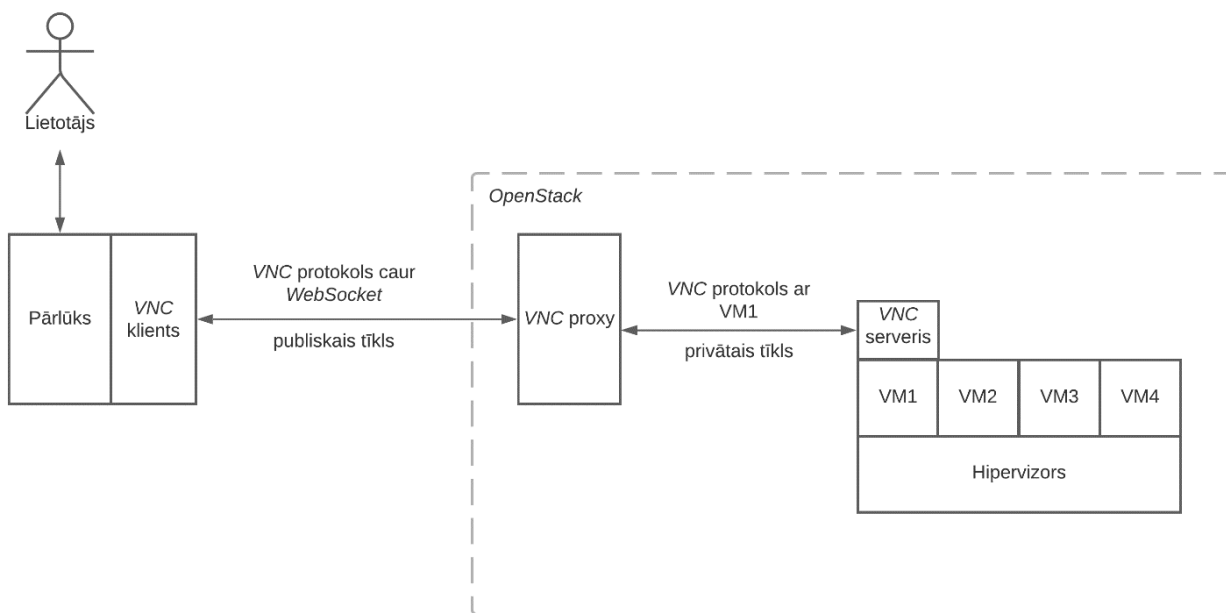 Lietotājs
OpenStack
Pārlūks
VNC
klients
VNC protokols caur
WebSocket
publiskais tīkls
VNC proxy
VNC protokols ar
VM1
privātais tīkls
VNC
serveris
VM1
VM2
VM3
VM4
Hipervizors